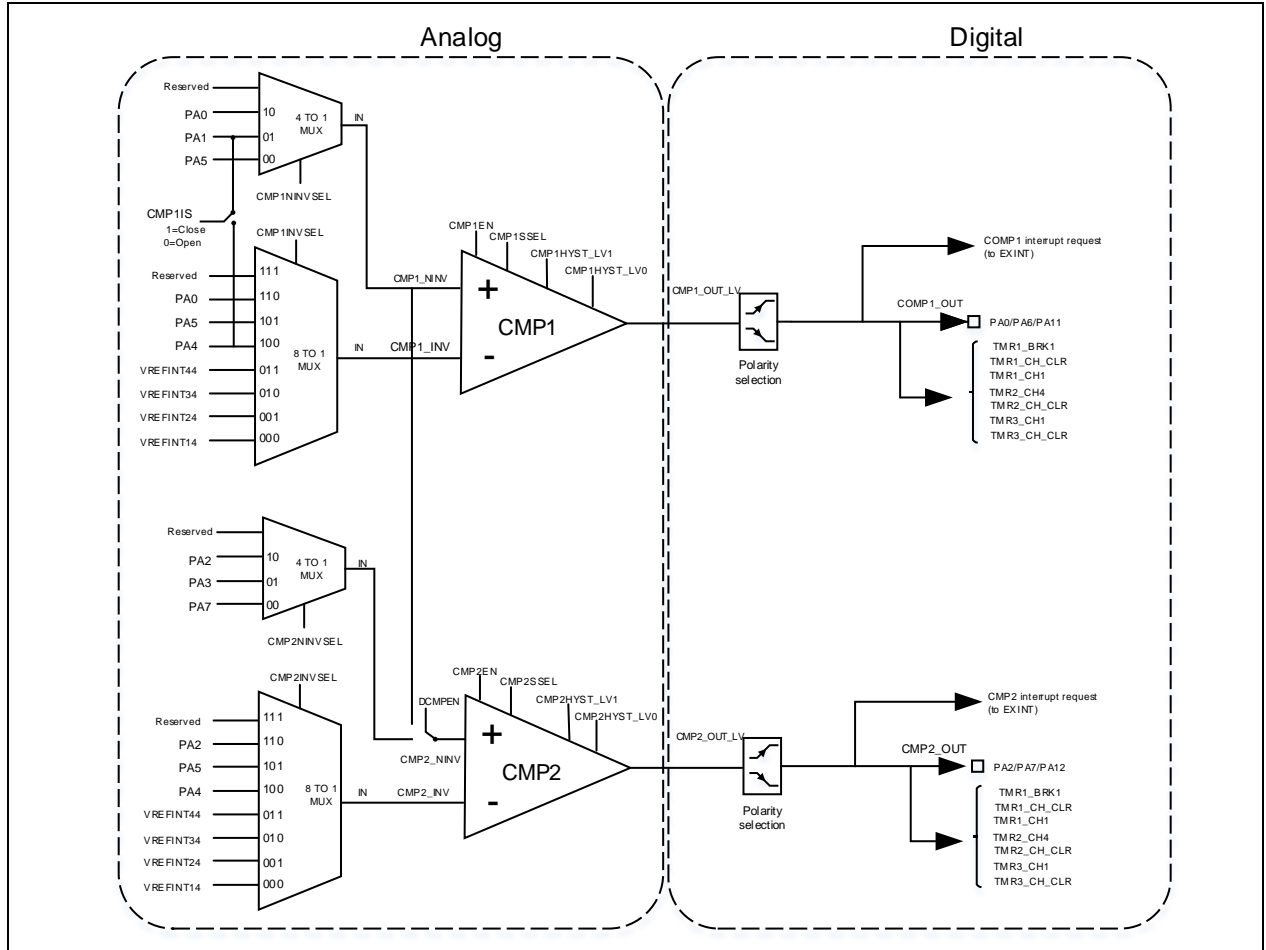 Analog
Digital
Reserved
PA0
PA1
PA5
10
01
00
4 TO 1
MUX
IN
CMP1NINVSEL
CMP1IS
1=Close
0=Open
CMP1INVSEL
Reserved
PA0
PA5
PA4
VREFINT44
VREFINT34
VREFINT24
VREFINT14
111
110
101
100
011
010
001
000
8 TO 1
MUX
IN
CMP1_NINV
CMP1_INV
CMP1EN
CMP1SSEL
CMP1HYST_LV1
CMP1HYST_LV0
+
CMP1
-
CMP1_OUT_LV
Polarity
selection
COMP1 interrupt request
(to EXINT)
COMP1_OUT
PA0/PA6/PA11
TMR1_BRK1
TMR1_CH_CLR
TMR1_CH1
TMR2_CH4
TMR2_CH_CLR
TMR3_CH1
TMR3_CH_CLR
Reserved
PA2
PA3
PA7
10
01
00
4 TO 1
MUX
IN
CMP2NINVSEL
CMP2INVSEL
Reserved
PA2
PA5
PA4
VREFINT44
VREFINT34
VREFINT24
VREFINT14
111
110
101
100
011
010
001
000
8 TO 1
MUX
IN
DCMPEN
CMP2_NINV
CMP2_INV
CMP2EN
CMP2SSEL
CMP2HYST_LV1
CMP2HYST_LV0
+
CMP2
-
CMP2_OUT_LV
Polarity
selection
CMP2 interrupt request
(to EXINT)
CMP2_OUT
PA2/PA7/PA12
TMR1_BRK1
TMR1_CH_CLR
TMR1_CH1
TMR2_CH4
TMR2_CH_CLR
TMR3_CH1
TMR3_CH_CLR